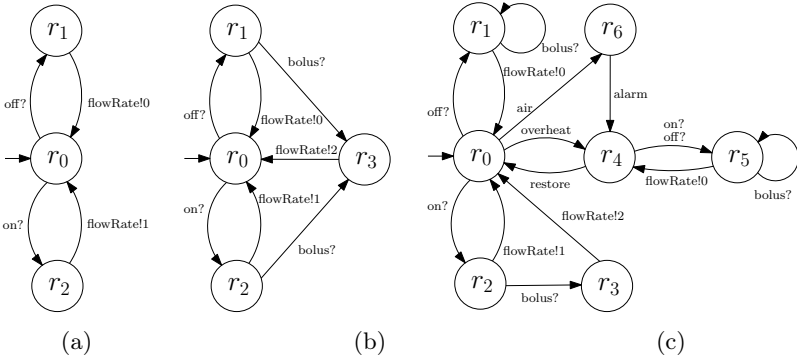 r1
off?
flowRate!0
r0
on?
flowRate!1
r2
(a)
r1
bolus?
off?
flowRate!0
r0
flowRate!2
r3
on?
flowRate!1
bolus?
r2
(b)
r1
bolus?
r6
off?
flowRate!0
air
alarm
overheat
on?
off?
r0
r4
r5
restore
flowRate!0
bolus?
on?
flowRate!2
flowRate!1
r2
bolus?
r3
(c)